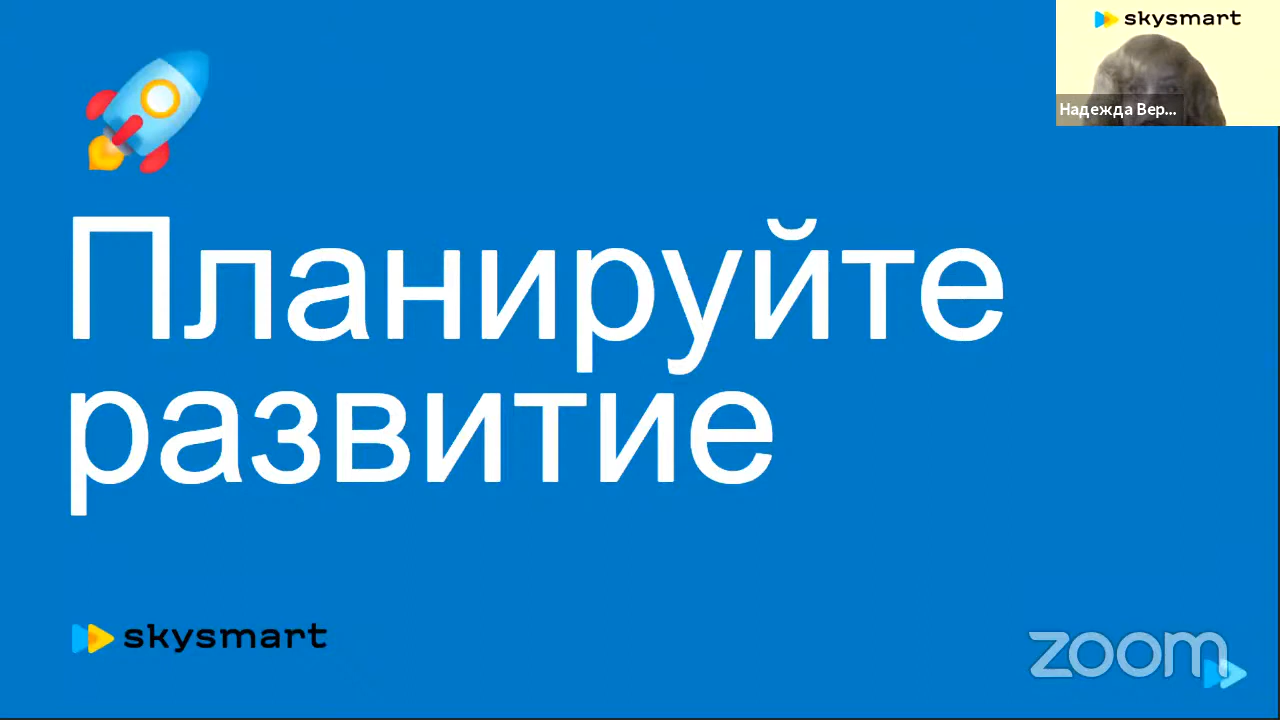 skysmart
Надежда Вер...
Планируйте
развитие
skysmart
zoom